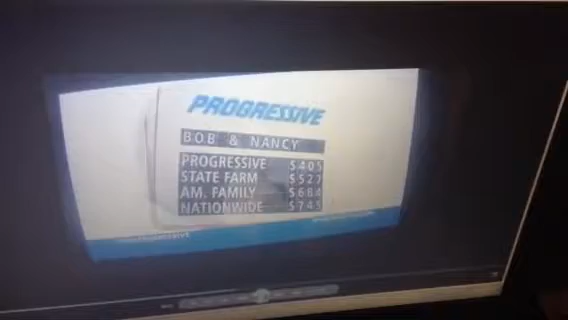 PROGRESSIVE
BOB & NANCY
PROGRESSIVE $405
STATE FARM $527
AM. FAMILY $684
NATIONWIDE $745